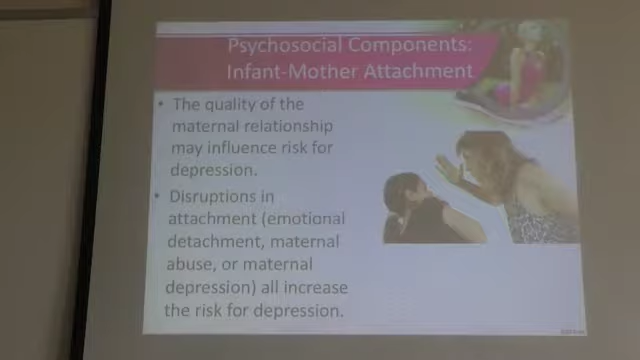 Psychosocial Components:
Infant-Mother Attachment
• The quality of the
maternal relationship
may influence risk for
depression.
• Disruptions in
attachment (emotional
detachment, maternal
abuse, or maternal
depression) all increase
the risk for depression.